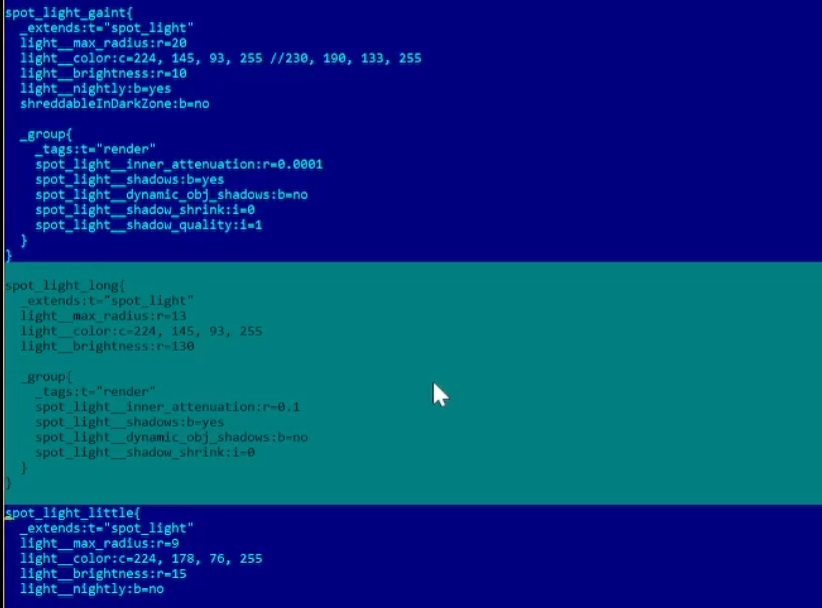 spot_light_gaint{
_extends:t="spot_light"
light__max_radius:r=20
light__color:c=224, 145, 93, 255 //230, 190, 133, 255
light__brightness:r=10
light__nightly:b=yes
shreddableInDarkZone:b=no
_group{
_tags:t="render"
spot_light__inner_attenuation:r=0.0001
spot_light__shadows:b=yes
spot_light__dynamic_obj_shadows:b=no
spot_light__shadow_shrink:i=0
spot_light__shadow_quality:i=1
}
}
spot_light_long{
_extends:t="spot_light"
light__max_radius:r=13
light__color:c=224, 145, 93, 255
light__brightness:r=130
_group{
_tags:t="render"
spot_light__inner_attenuation:r=0.1
spot_light__shadows:b=yes
spot_light__dynamic_obj_shadows:b=no
spot_light__shadow_shrink:i=0
}
}
spot_light_little{
_extends:t="spot_light"
light__max_radius:r=9
light__color:c=224, 178, 76, 255
light__brightness:r=15
light__nightly:b=no